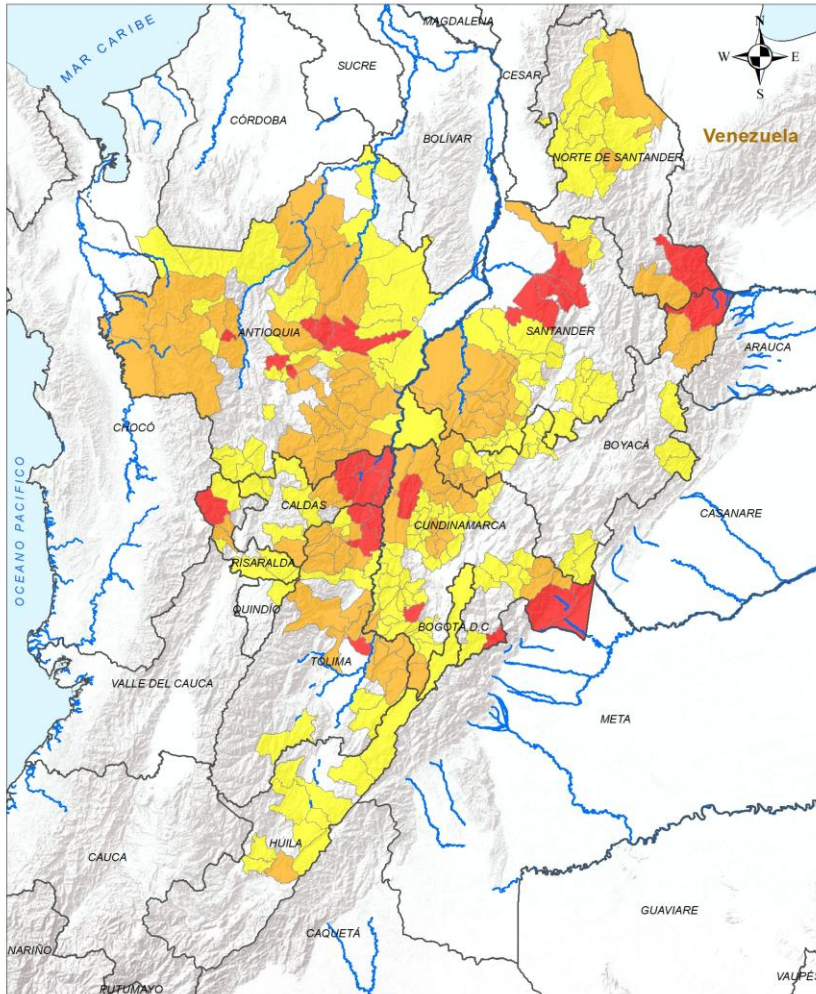 MAGDALENA
N
W E
S
MAR CARIBE
SUCRE
CESAR
CÓRDOBA
BOLÍVAR
Venezuela
NORTE DE SANTANDER
ANTIOQUIA
SANTANDER
ARAUCA
CHOCÓ
BOYACÁ
CALDAS
CASANARE
CUNDINAMARCA
OCEANO PACIFICO
RISARALDA
QUINDÍO
BOGOTÁ D.C.
TOLIMA
VALLE DEL CAUCA
META
HUILA
CAUCA
GUAVIARE
CAQUETÁ
NARIÑO
PUTUMAYO
VAUPÉS